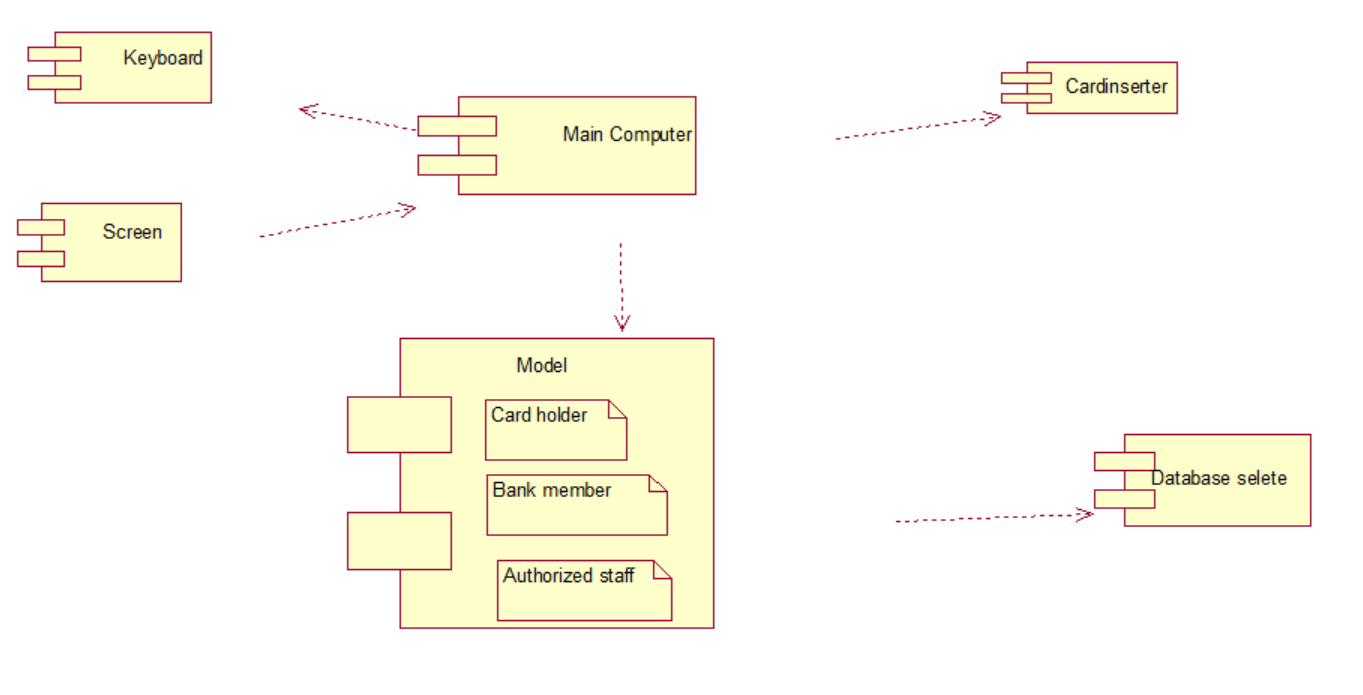 Keyboard
Cardinserter
Main Computer
Screen
Model
Card holder
Bank member
Database selete
Authorized staff